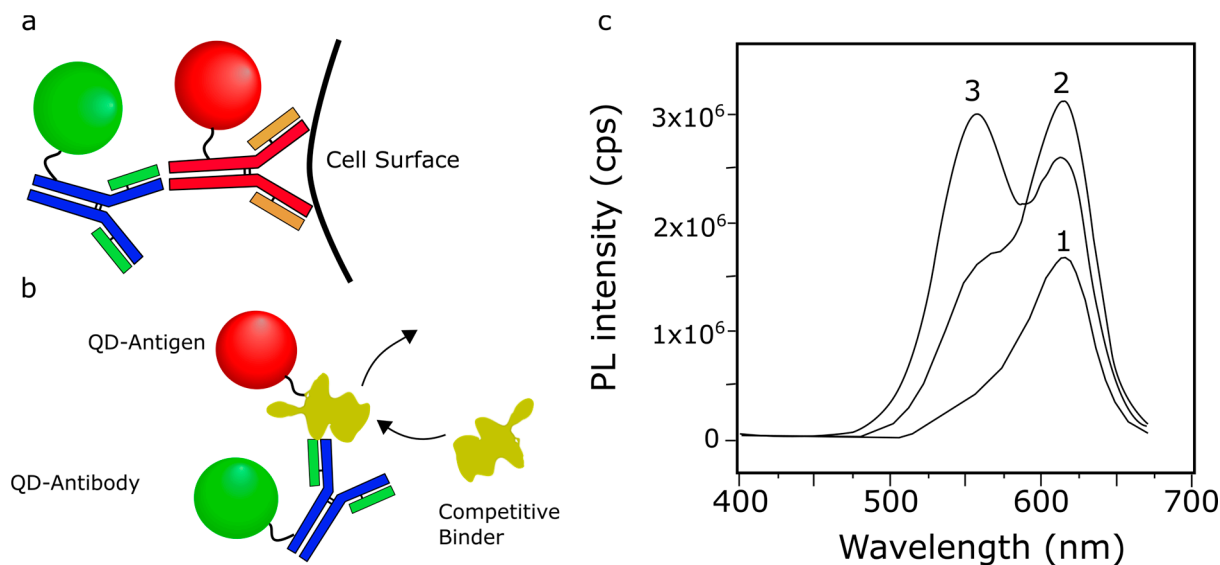 a
Cell Surface
b
QD-Antigen
QD-Antibody
Competitive
Binder
c
3
2
1
3x10⁶
2x10⁶
1x10⁶
0
400
500
600
700
PL intensity (cps)
Wavelength (nm)